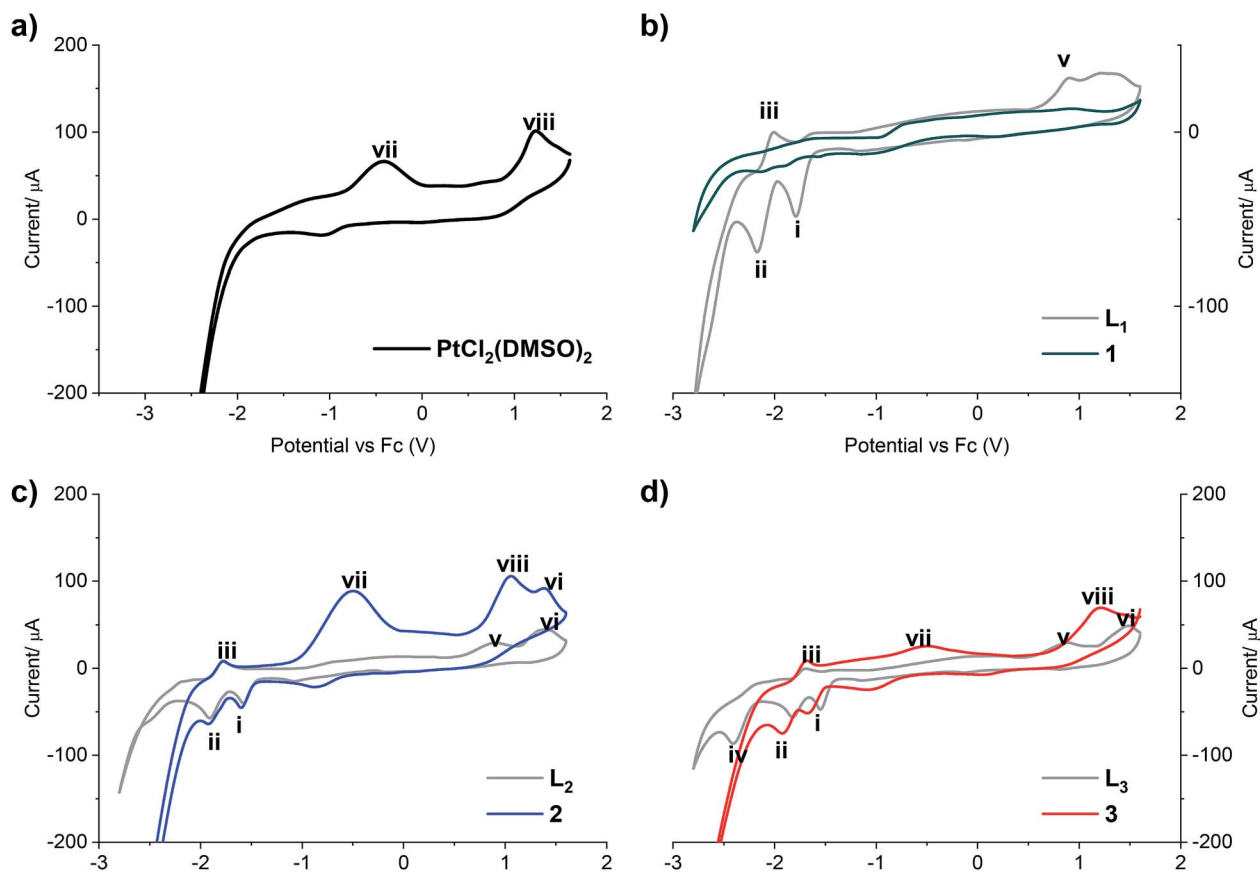 a)
200
100
0
-100
-200
Current/ μA
vii
viii
PtCl₂(DMSO)₂
-3
-2
-1
0
1
2
Potential vs Fc (V)
b)
v
iii
i
ii
L₁
1
0
-100
Current/ μA
-3
-2
-1
0
1
2
Potential vs Fc (V)
c)
200
100
0
-100
-200
Current/ μA
vii
viii
vi
iii
v
vi
ii
i
L₂
2
-3
-2
-1
0
1
2
d)
viii
vi
v
vii
iii
i
ii
iv
L₃
3
200
100
0
-100
-200
Current/ μA
-3
-2
-1
0
1
2